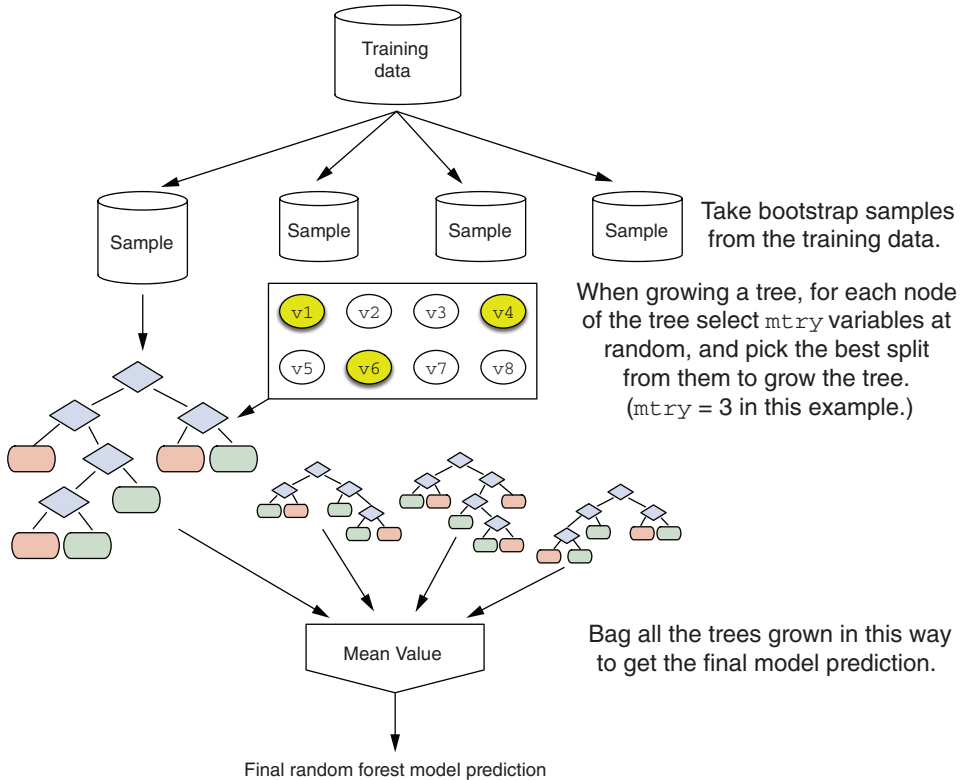 Training
data
Sample
Sample
Sample
Sample
Take bootstrap samples
from the training data.
v1
v2
v3
v4
v5
v6
v7
v8
When growing a tree, for each node
of the tree select mtry variables at
random, and pick the best split
from them to grow the tree.
(mtry = 3 in this example.)
Mean Value
Bag all the trees grown in this way
to get the final model prediction.
Final random forest model prediction